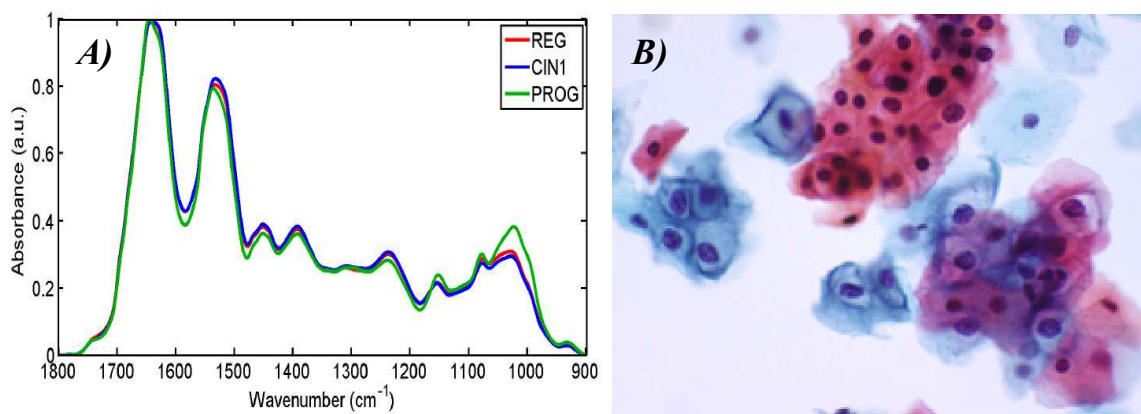 A)
B)
REG
CIN1
PROG
1
0.8
0.6
0.4
0.2
0
Absorbance (a.u.)
1800 1700 1600 1500 1400 1300 1200 1100 1000 900
Wavenumber (cm⁻¹)